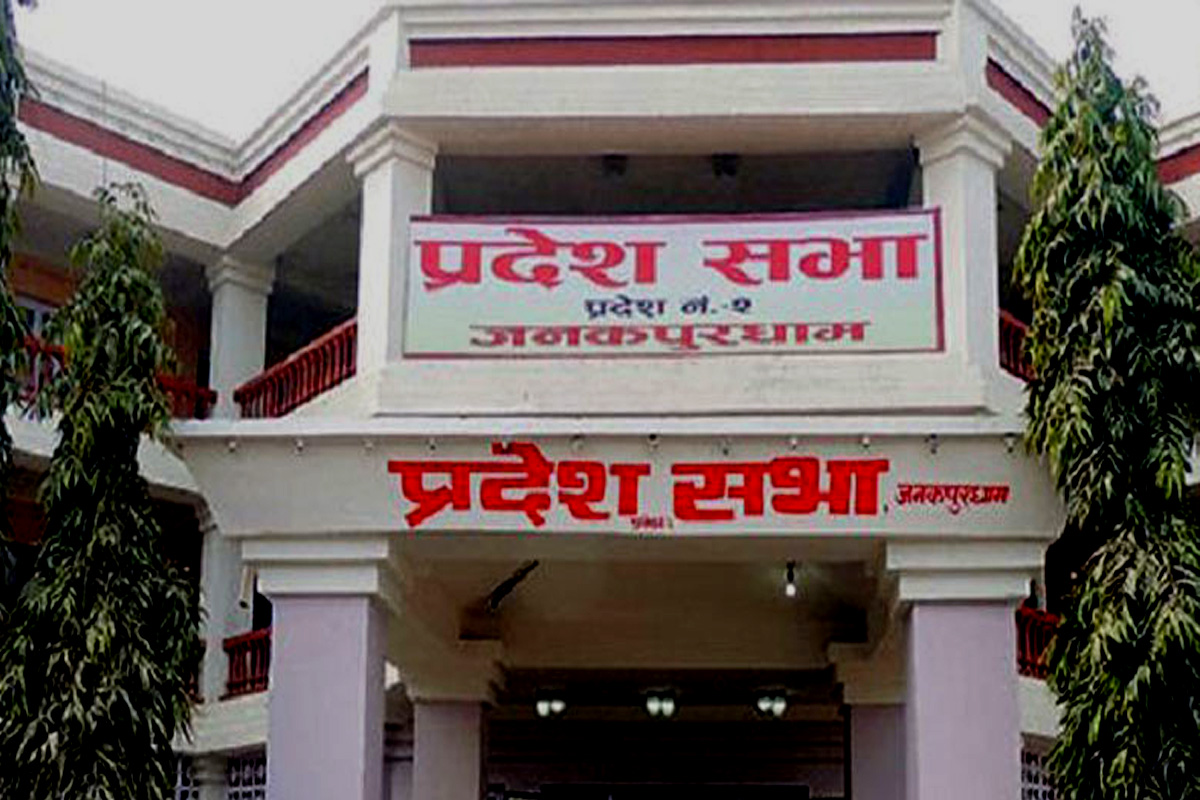 प्रदेश सभा
प्रदेश नं.-२
जनकपुरधाम
प्रदेश सभा, जनकपुरधाम